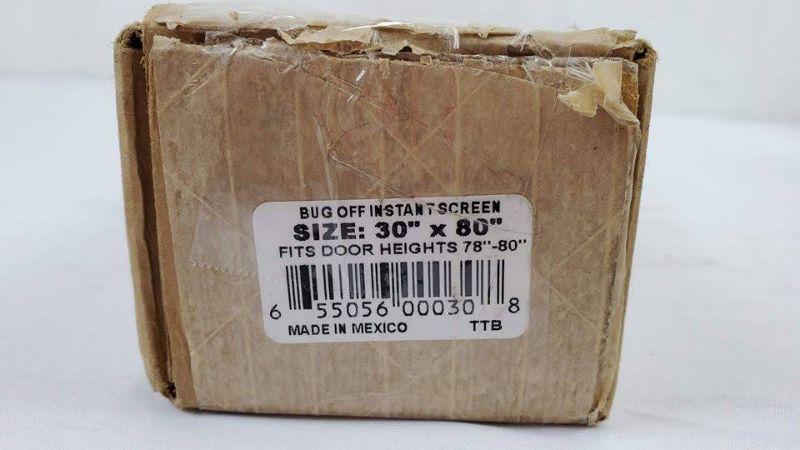 BUG OFF INSTANT SCREEN
SIZE: 30" x 80"
FITS DOOR HEIGHTS 78"-80"
6 55056 00030 8
MADE IN MEXICO TTB